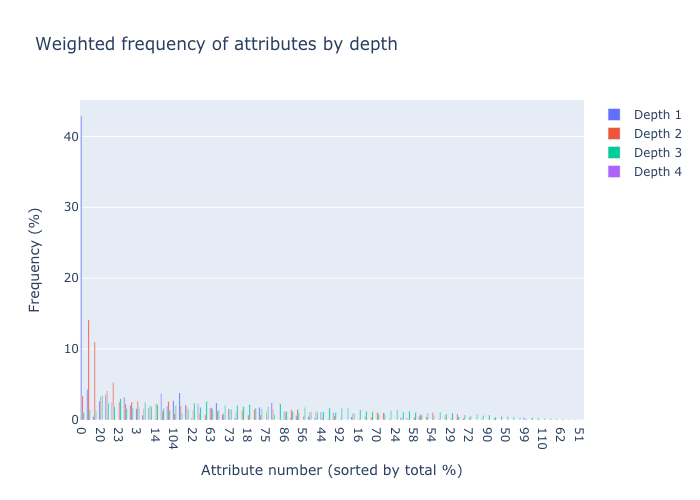 Weighted frequency of attributes by depth
Depth 1
Depth 2
Depth 3
Depth 4
Frequency (%)
40
30
20
10
0
0 20 23 3 14 104 22 63 73 18 75 86 56 44 92 16 70 24 58 54 29 72 90 50 99 110 62 51
Attribute number (sorted by total %)